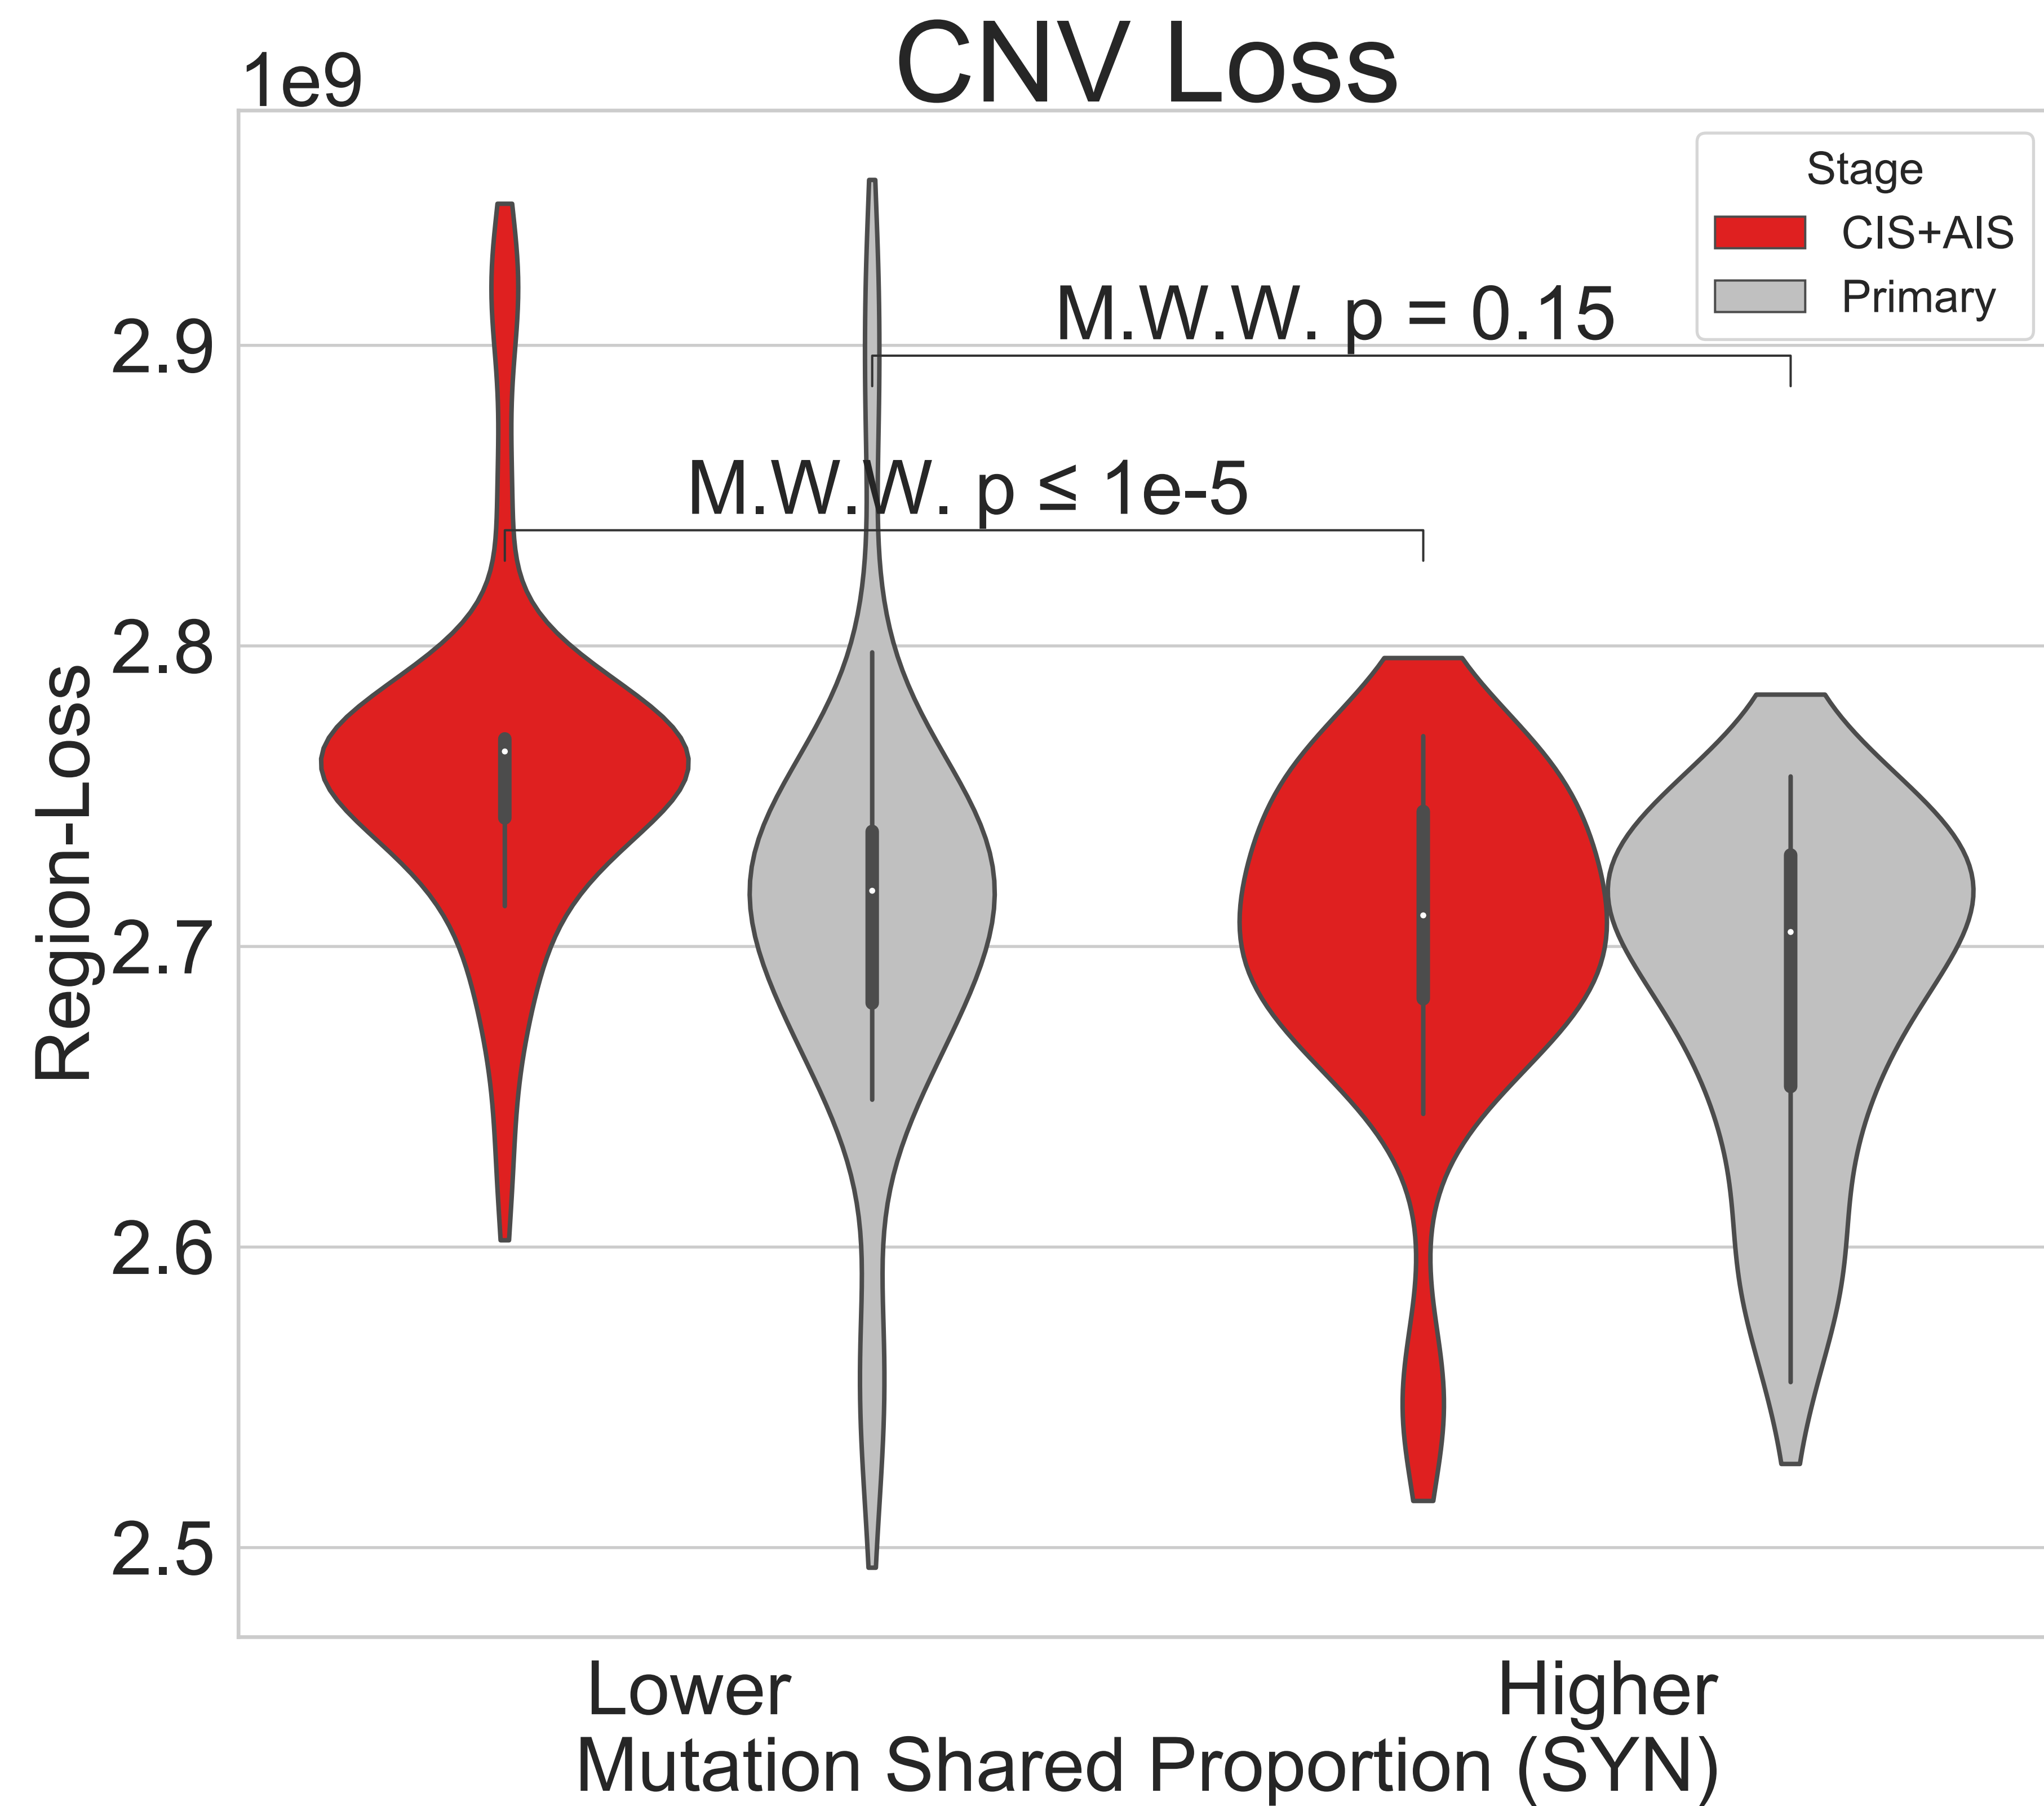 CNV Loss
1e9
Stage
CIS+AIS
Primary
M.W.W. p = 0.15
M.W.W. p ≤ 1e-5
2.9
2.8
2.7
2.6
2.5
Region-Loss
Lower
Higher
Mutation Shared Proportion (SYN)